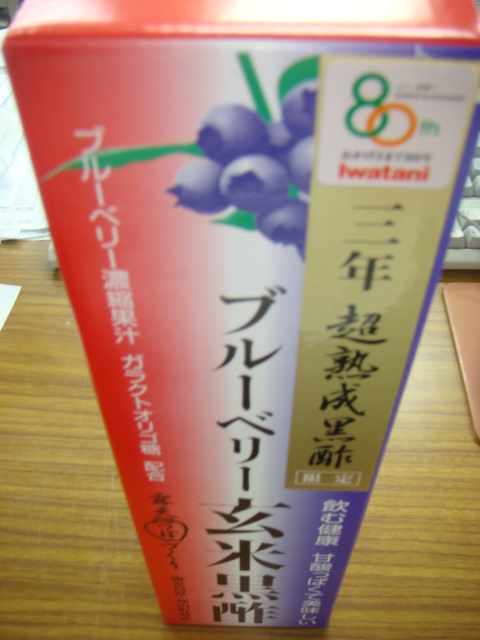 80th
Iwatani
三年 超熟成黒酢
限定
ブルーベリー玄米黒酢
飲む健康 甘酸っぱくて美味しい
ブルーベリー濃縮果汁 ガラクトオリゴ糖 配合